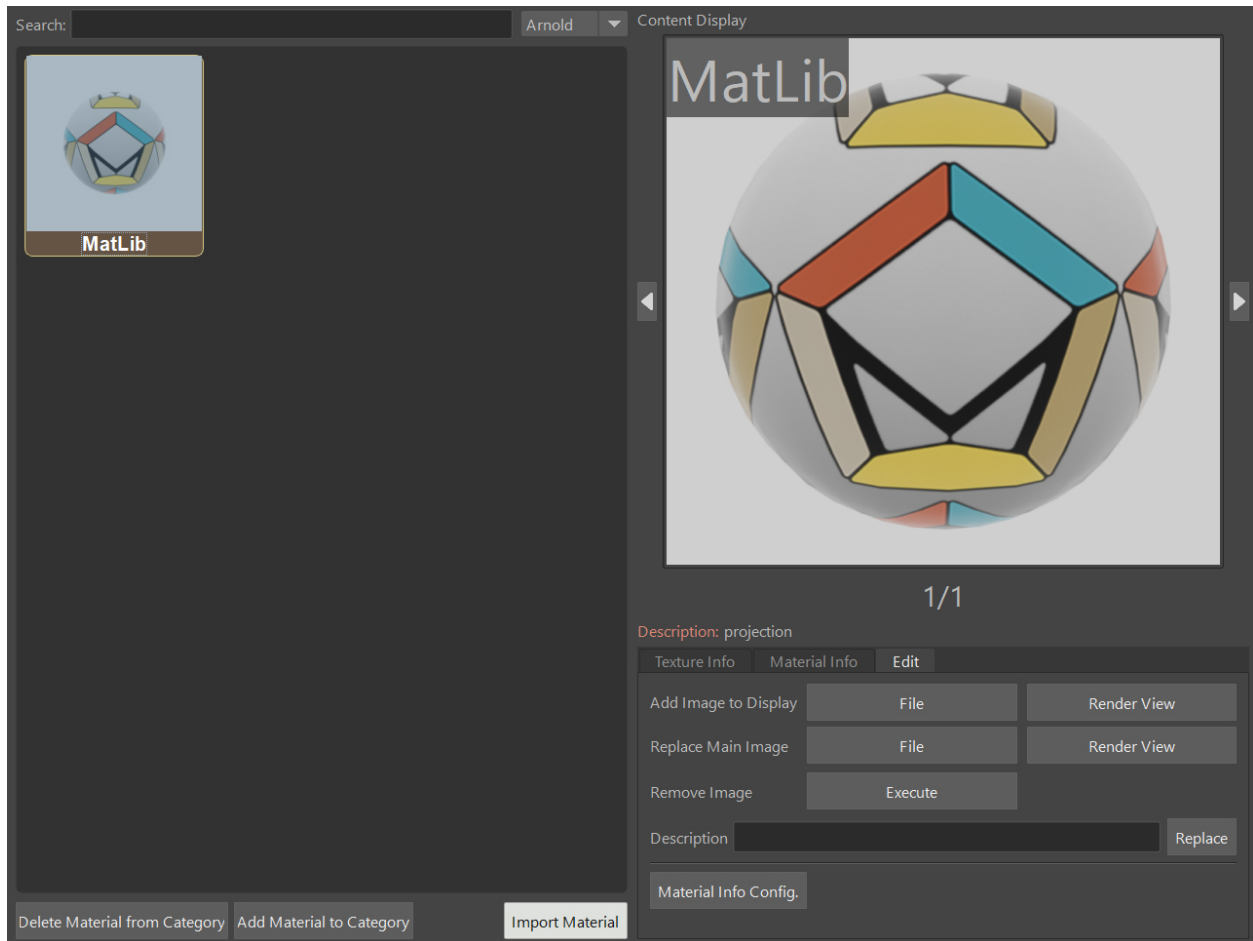 Search:
Arnold
MatLib
Delete Material from Category
Add Material to Category
Import Material
Content Display
MatLib
1/1
Description: projection
Texture Info
Material Info
Edit
Add Image to Display
File
Render View
Replace Main Image
File
Render View
Remove Image
Execute
Description
Replace
Material Info Config.